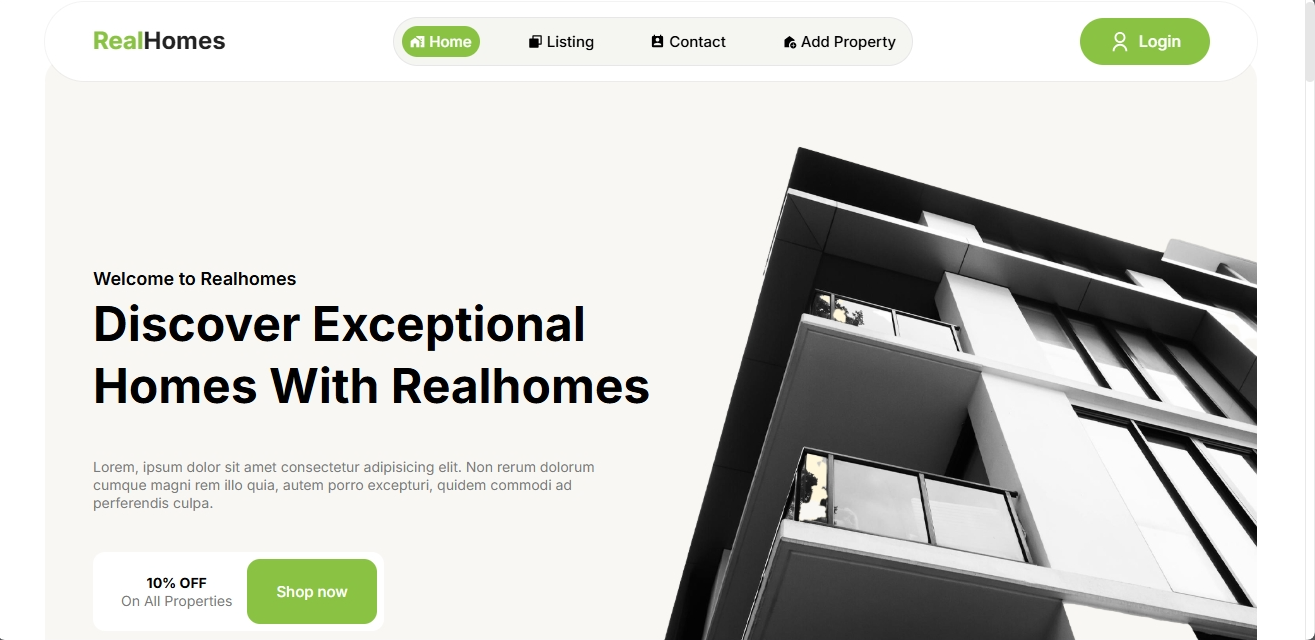 RealHomes
Home
Listing
Contact
Add Property
Login
Welcome to Realhomes
Discover Exceptional
Homes With Realhomes
Lorem, ipsum dolor sit amet consectetur adipisicing elit. Non rerum dolorum
cumque magni rem illo quia, autem porro excepturi, quidem commodi ad
perferendis culpa.
10% OFF
On All Properties
Shop now